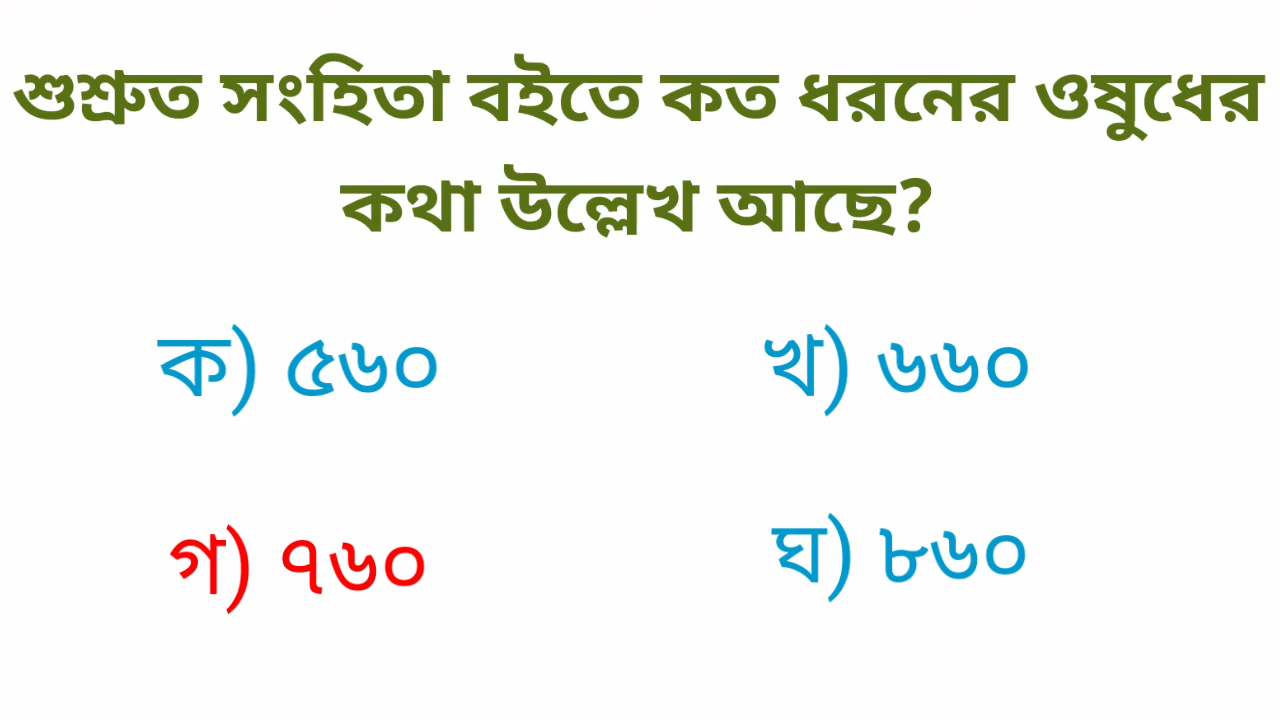 শুশ্রুত সংহিতা বইতে কত ধরনের ওষুধের
কথা উল্লেখ আছে?
ক) ৫৬০ খ) ৬৬০
গ) ৭৬০ ঘ) ৮৬০